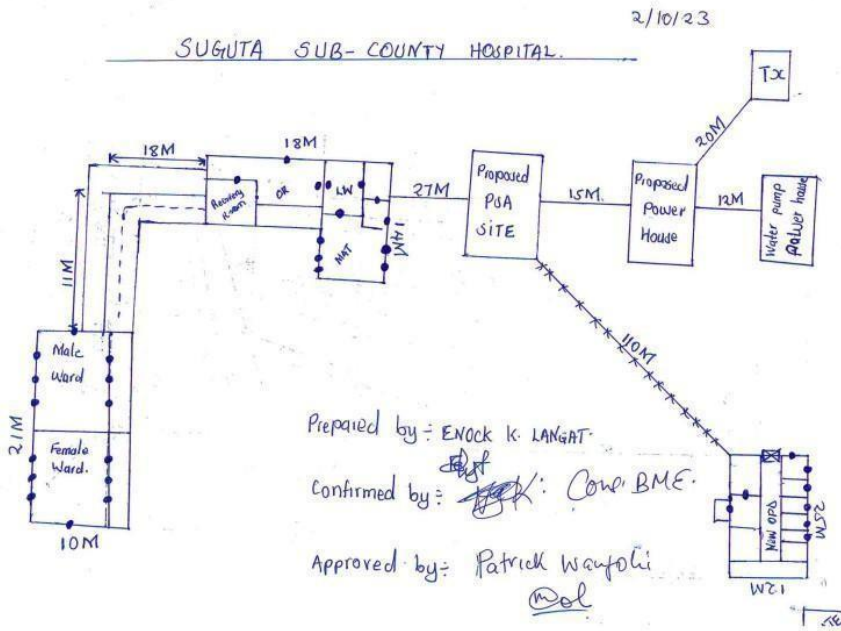 2/10/23
SUGUTA SUB-COUNTY HOSPITAL.
TX
20M
18M
18M
Recovery Room
OR
LW
MAT
14M
27M
Proposed
PSA
SITE
15M.
Proposed
Power
House
12M
Water pump
power house
11M
110M
Male
Ward
Female
Ward.
21M
10M
NEW OPD
25M
12M
Prepared by:- ENOCK K. LANGAT.
Confirmed by:- Cons. BME.
Approved by:- Patrick Wanjohi